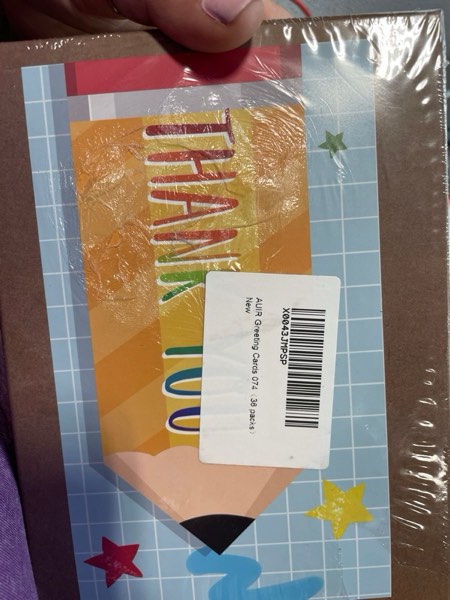 THANK
YOU
X0043JMPSP
AUIR Greeting Cards 074（36 packs）
New